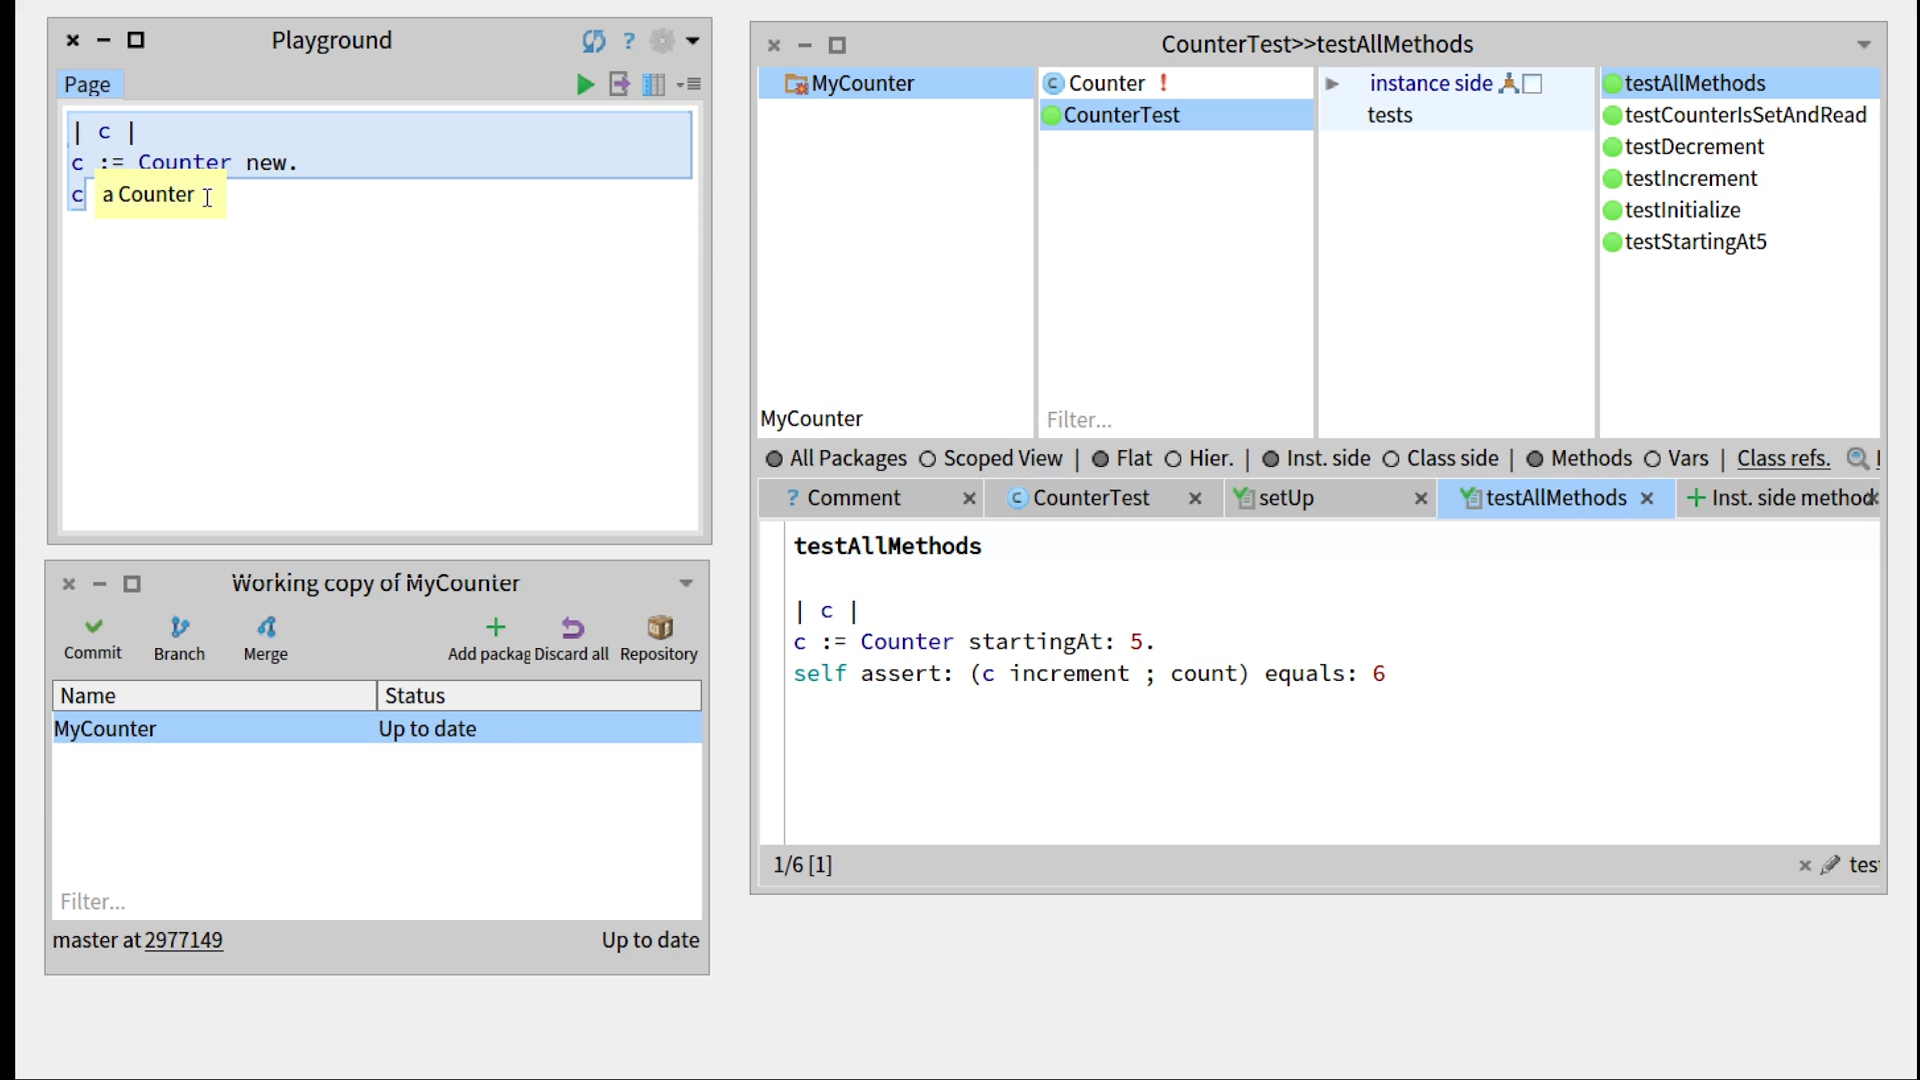 Playground
Page
| c |
c := Counter new.
c a Counter
Working copy of MyCounter
Commit Branch Merge Add packag Discard all Repository
Name Status
MyCounter Up to date
Filter...
master at 2977149 Up to date
CounterTest>>testAllMethods
MyCounter
MyCounter
Counter
CounterTest
Filter...
instance side
tests
testAllMethods
testCounterIsSetAndRead
testDecrement
testIncrement
testInitialize
testStartingAt5
All Packages Scoped View | Flat Hier. | Inst. side Class side | Methods Vars | Class refs.
? Comment CounterTest setUp testAllMethods Inst. side method
testAllMethods
| c |
c := Counter startingAt: 5.
self assert: (c increment ; count) equals: 6
1/6 [1] tes